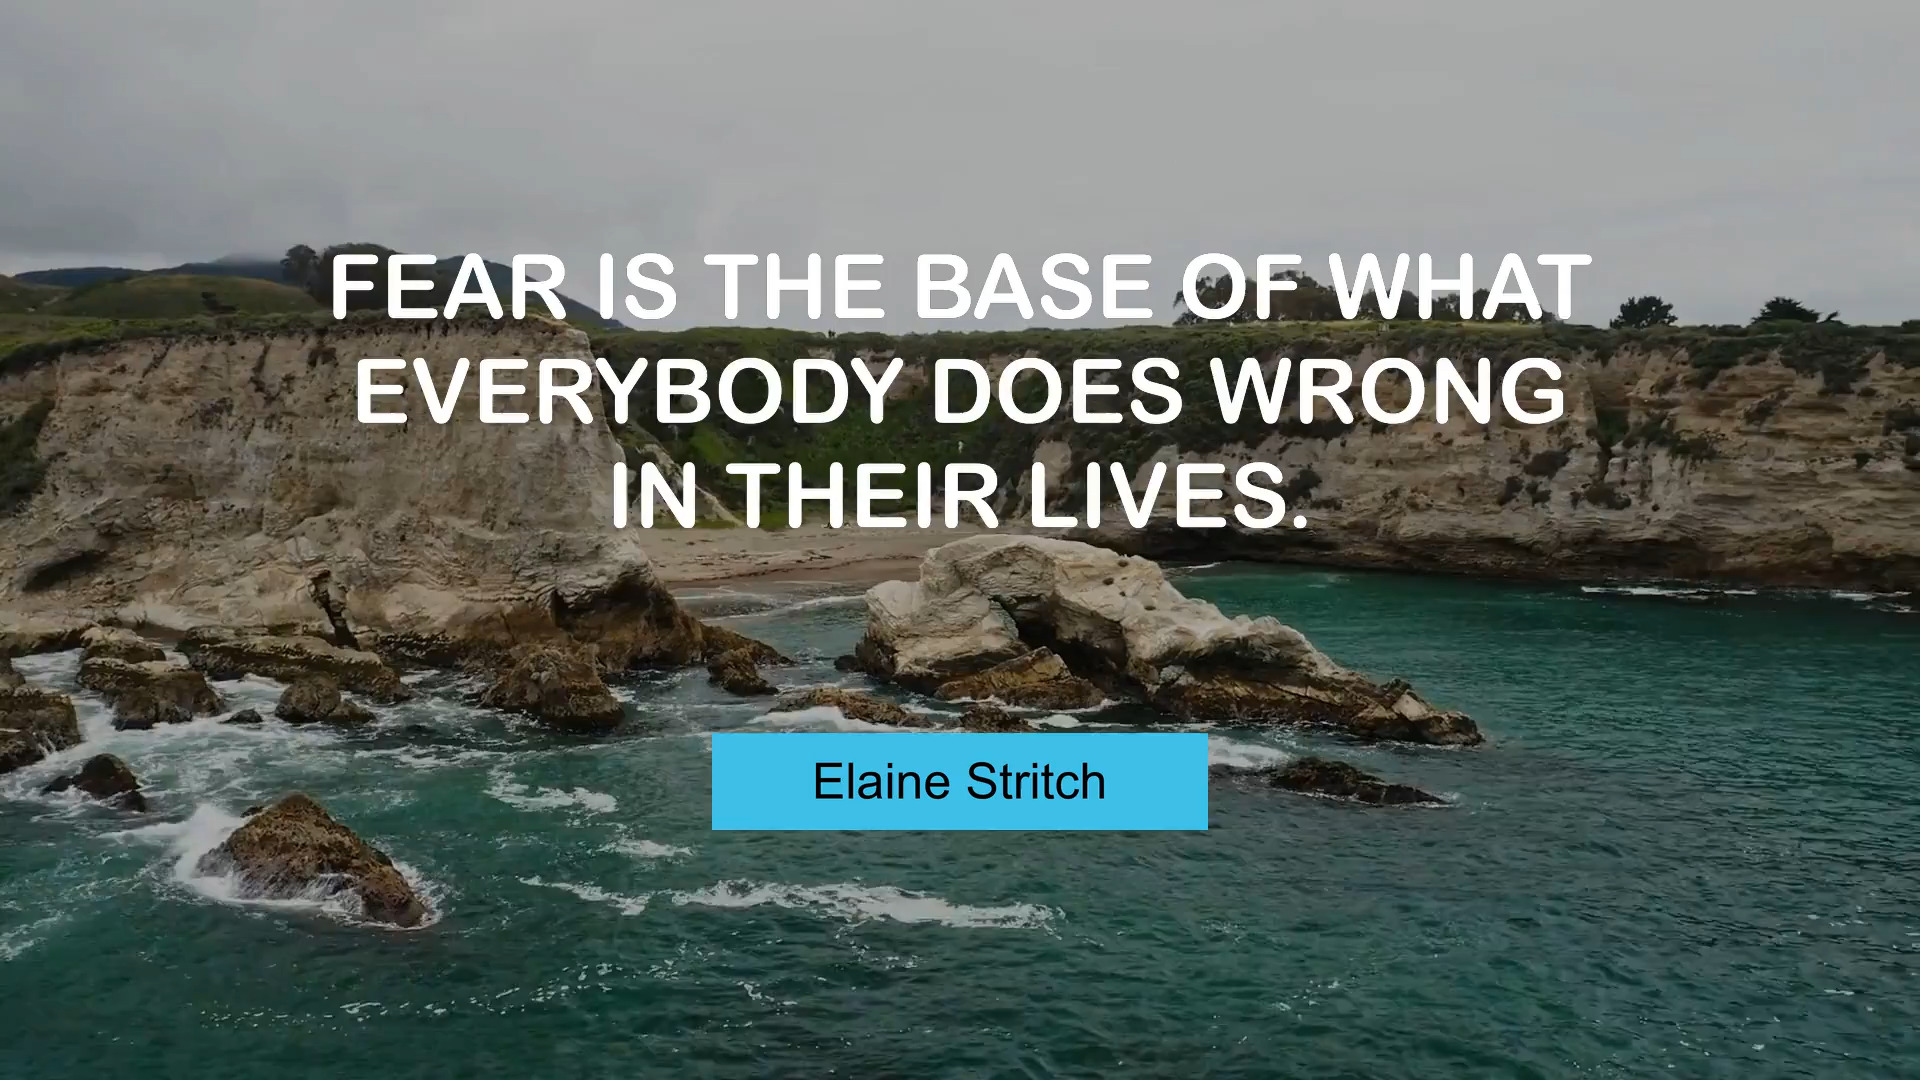 FEAR IS THE BASE OF WHAT
EVERYBODY DOES WRONG
IN THEIR LIVES.
Elaine Stritch